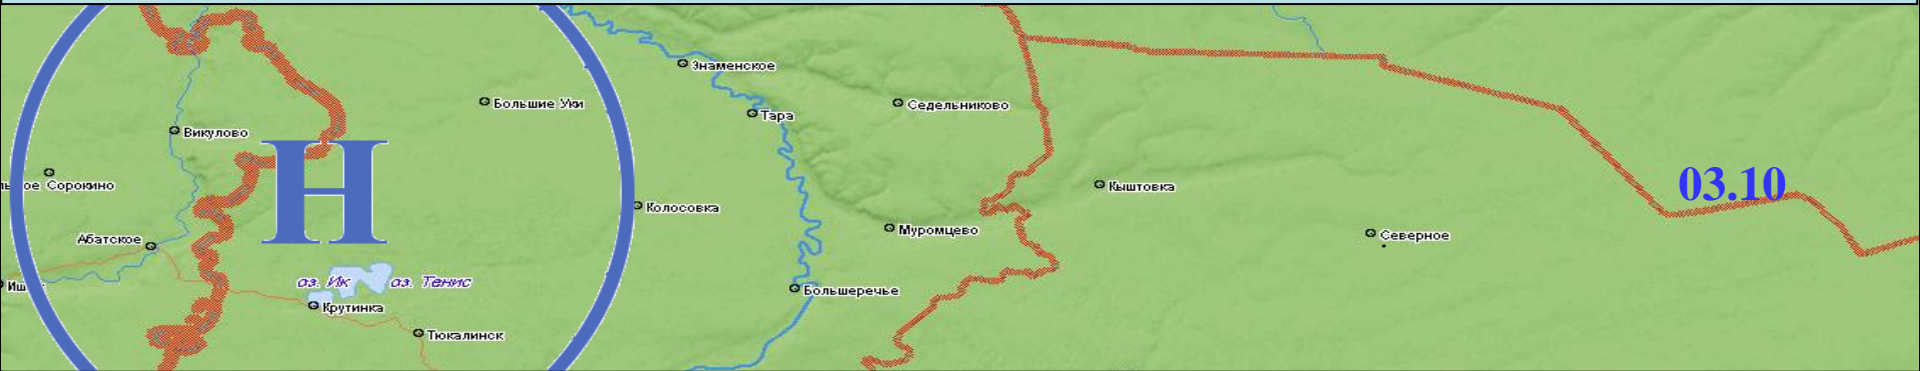 Знаменское
Большие Уки
Седельниково
Тара
Викулово
Н
ое Сорокино
03.10
Кыштовка
Колосовка
Абатское
Муромцево
Северное
оз. Ик
оз. Тенис
Большеречье
Крутинка
Тюкалинск